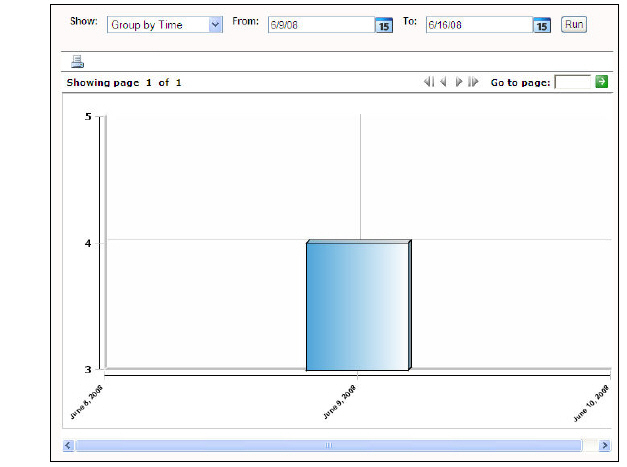 Show: Group by Time From: 6/9/08 15 To: 6/16/08 15 Run
Showing page 1 of 1 Go to page:
5
4
3
June 8, 2008 June 9, 2008 June 10, 2008